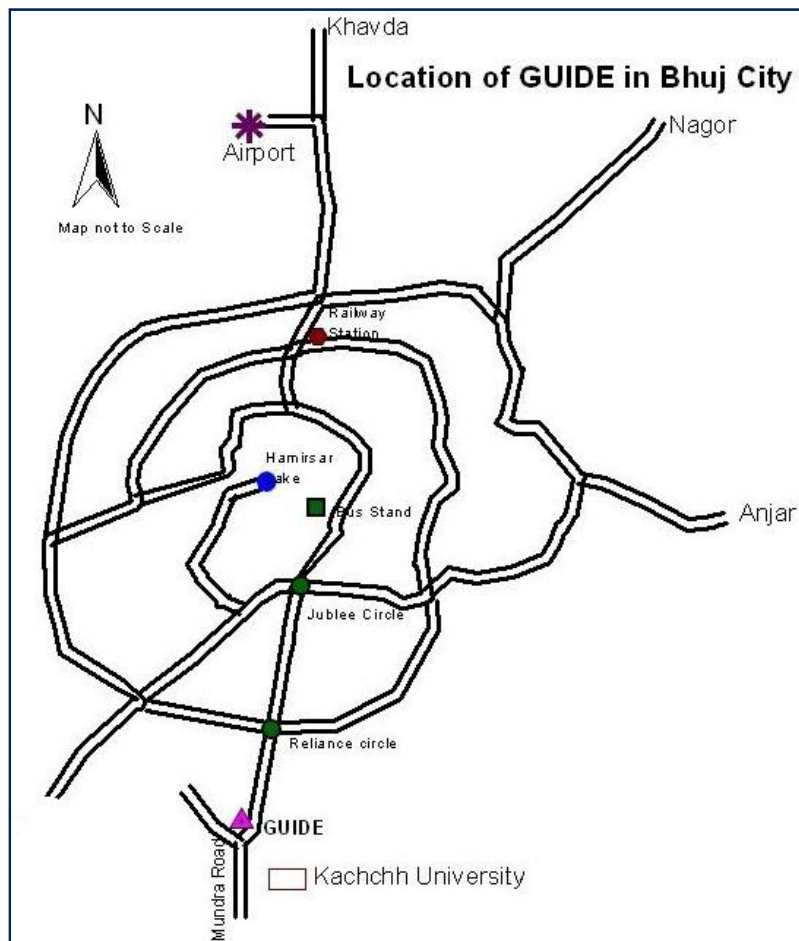 Khavda
Location of GUIDE in Bhuj City
N
Nagor
Airport
Map not to Scale
Railway
Station
Hamirsar
Lake
Bus Stand
Anjar
Jublee Circle
Reliance circle
GUIDE
Mundra Road
Kachchh University